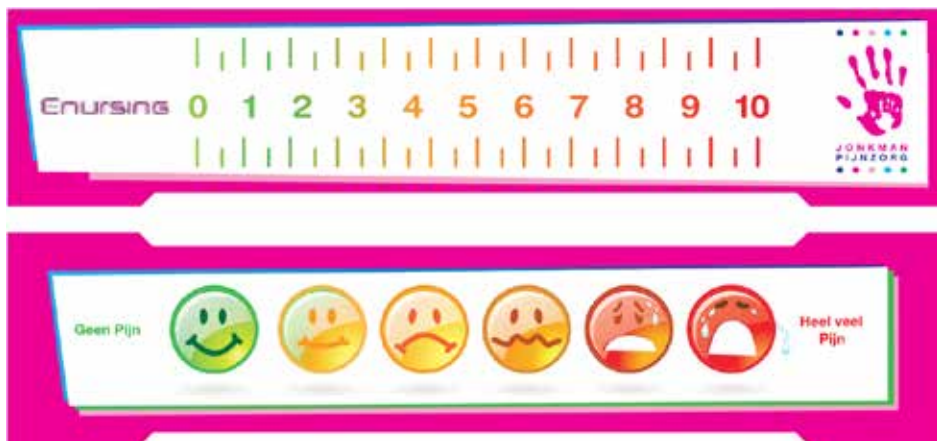 Enursing 0 1 2 3 4 5 6 7 8 9 10
JONKMAN
PIJNZORG
Geen Pijn
Heel veel
Pijn